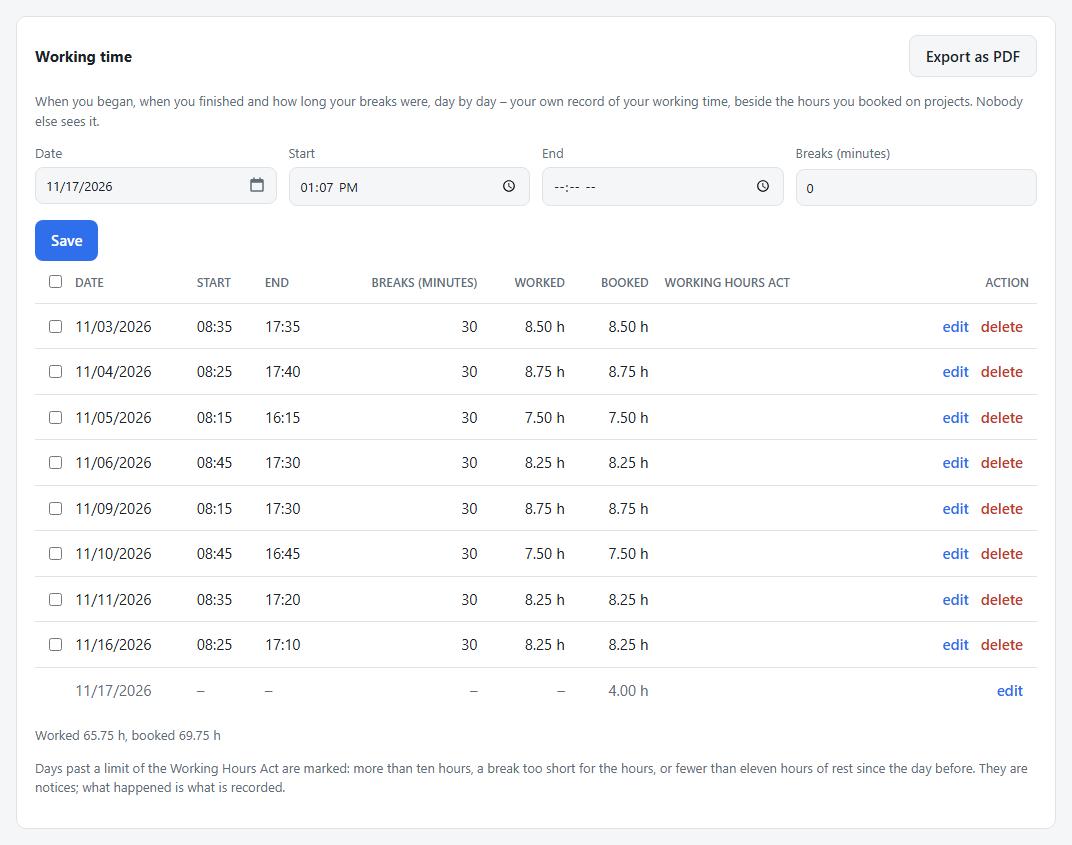 Working time
Export as PDF
When you began, when you finished and how long your breaks were, day by day – your own record of your working time, beside the hours you booked on projects. Nobody
else sees it.
Date Start End Breaks (minutes)
11/17/2026 01:07 PM --:-- -- 0
Save
DATE START END BREAKS (MINUTES) WORKED BOOKED WORKING HOURS ACT ACTION
11/03/2026 08:35 17:35 30 8.50 h 8.50 h edit delete
11/04/2026 08:25 17:40 30 8.75 h 8.75 h edit delete
11/05/2026 08:15 16:15 30 7.50 h 7.50 h edit delete
11/06/2026 08:45 17:30 30 8.25 h 8.25 h edit delete
11/09/2026 08:15 17:30 30 8.75 h 8.75 h edit delete
11/10/2026 08:45 16:45 30 7.50 h 7.50 h edit delete
11/11/2026 08:35 17:20 30 8.25 h 8.25 h edit delete
11/16/2026 08:25 17:10 30 8.25 h 8.25 h edit delete
11/17/2026 – – – – 4.00 h edit
Worked 65.75 h, booked 69.75 h
Days past a limit of the Working Hours Act are marked: more than ten hours, a break too short for the hours, or fewer than eleven hours of rest since the day before. They are
notices; what happened is what is recorded.